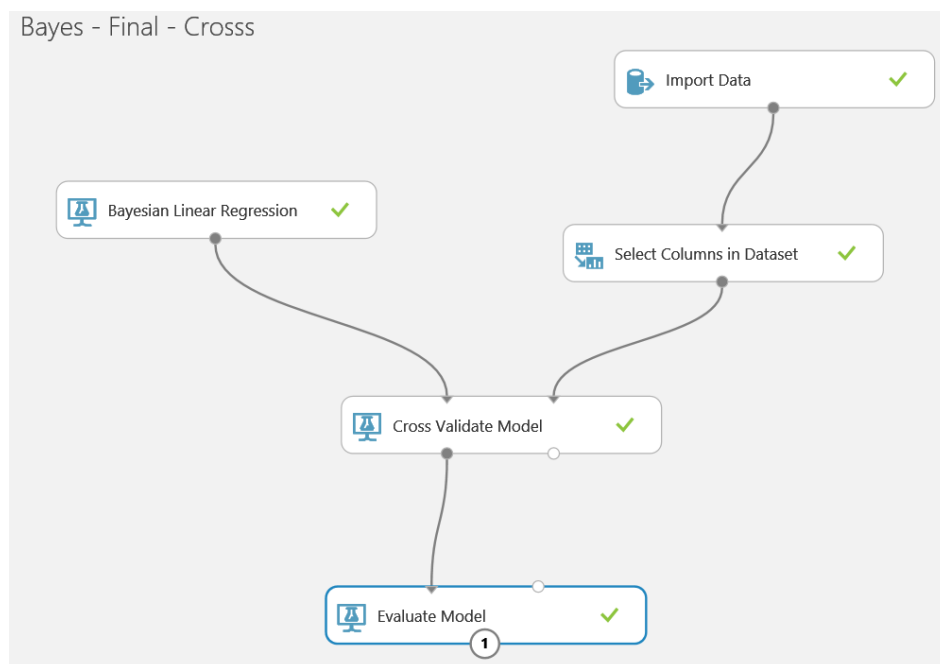 Bayes - Final - Crosss
Import Data
Bayesian Linear Regression
Select Columns in Dataset
Cross Validate Model
Evaluate Model
1